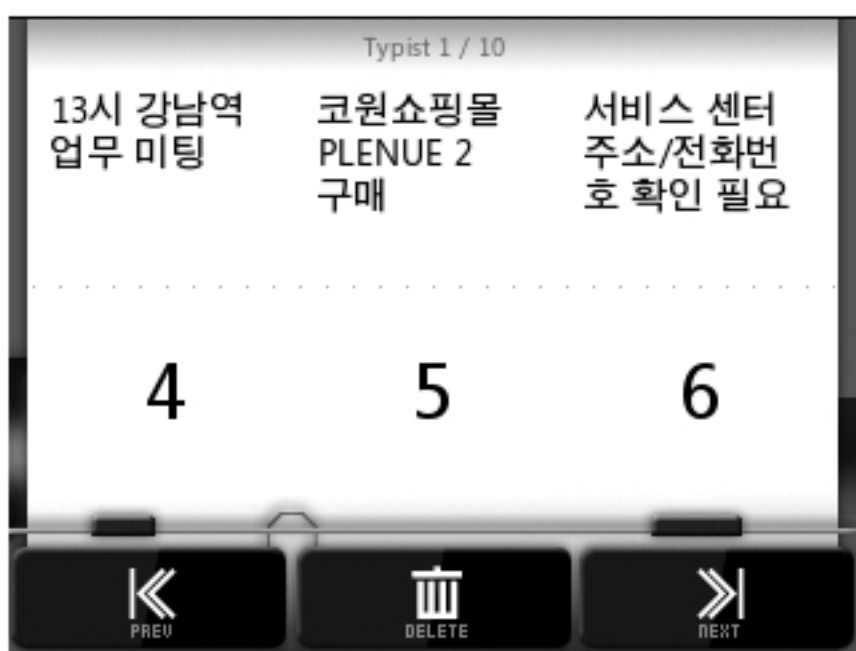 Typist 1 / 10
13시 강남역
업무 미팅
코원쇼핑몰
PLENUE 2
구매
서비스 센터
주소/전화번
호 확인 필요
4 5 6
PREV DELETE NEXT